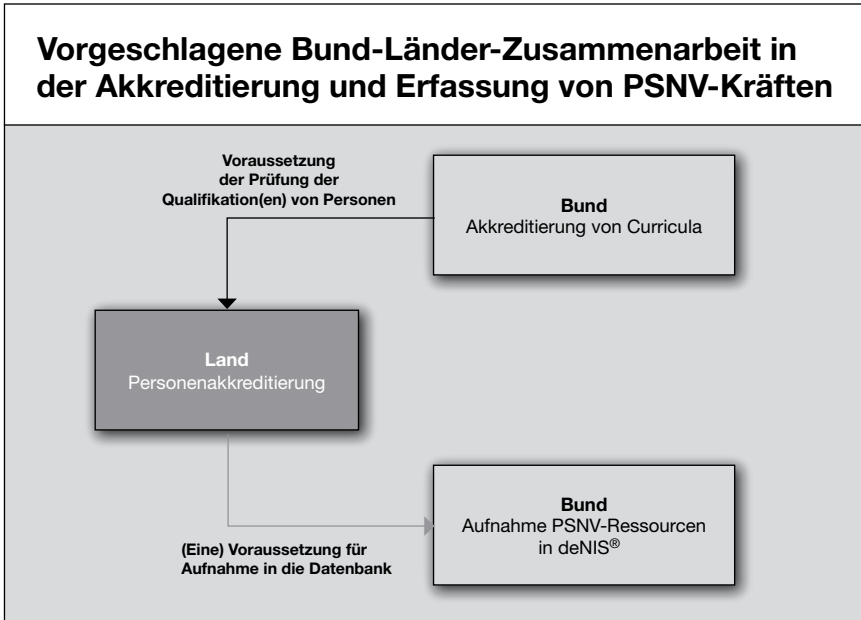 Vorgeschlagene Bund-Länder-Zusammenarbeit in
der Akkreditierung und Erfassung von PSNV-Kräften
Voraussetzung
der Prüfung der
Qualifikation(en) von Personen
Bund
Akkreditierung von Curricula
Land
Personenakkreditierung
Bund
Aufnahme PSNV-Ressourcen
in deNIS®
(Eine) Voraussetzung für
Aufnahme in die Datenbank